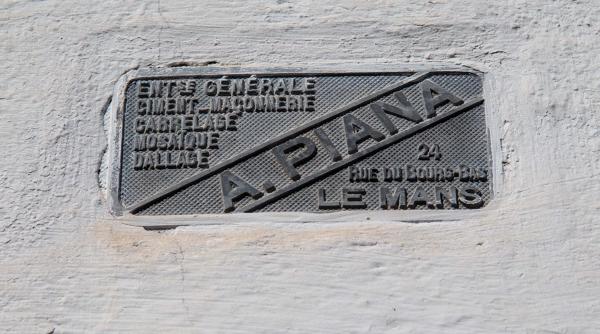 ENT.SE GÉNÉRALE
CIMENT_MAÇONNERIE
CARRELAGE
MOSAÏQUE
DALLAGE
A. PIANA
24
RUE DU BOURG-BAS
LE MANS